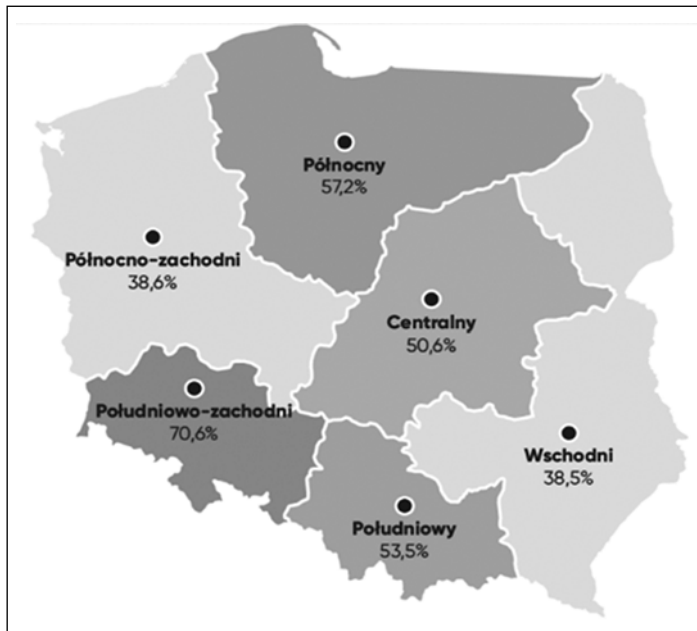 Północny
57,2%
Północno-zachodni
38,6%
Centralny
50,6%
Południowo-zachodni
70,6%
Wschodni
38,5%
Południowy
53,5%